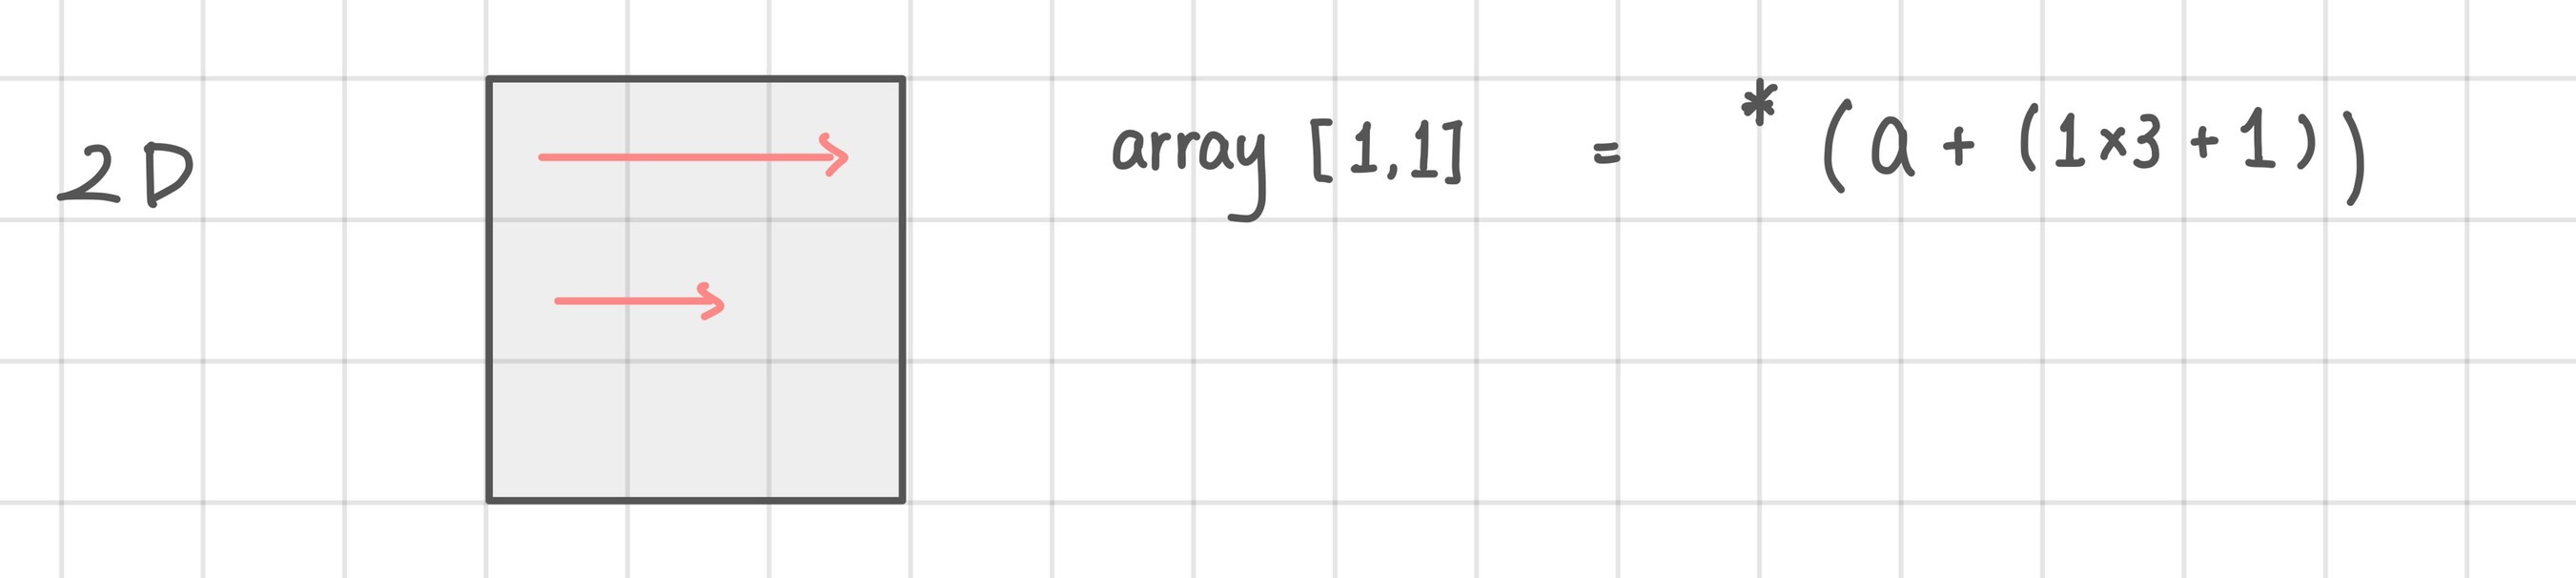 2D array [1,1] = * (a + (1×3 + 1))